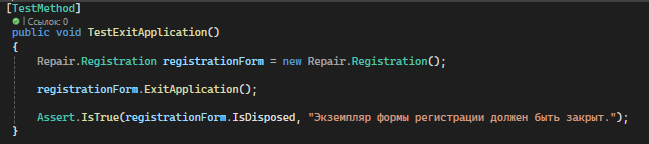 [TestMethod]
| Ссылок: 0
public void TestExitApplication()
{
Repair.Registration registrationForm = new Repair.Registration();
registrationForm.ExitApplication();
Assert.IsTrue(registrationForm.IsDisposed, "Экземпляр формы регистрации должен быть закрыт.");
}